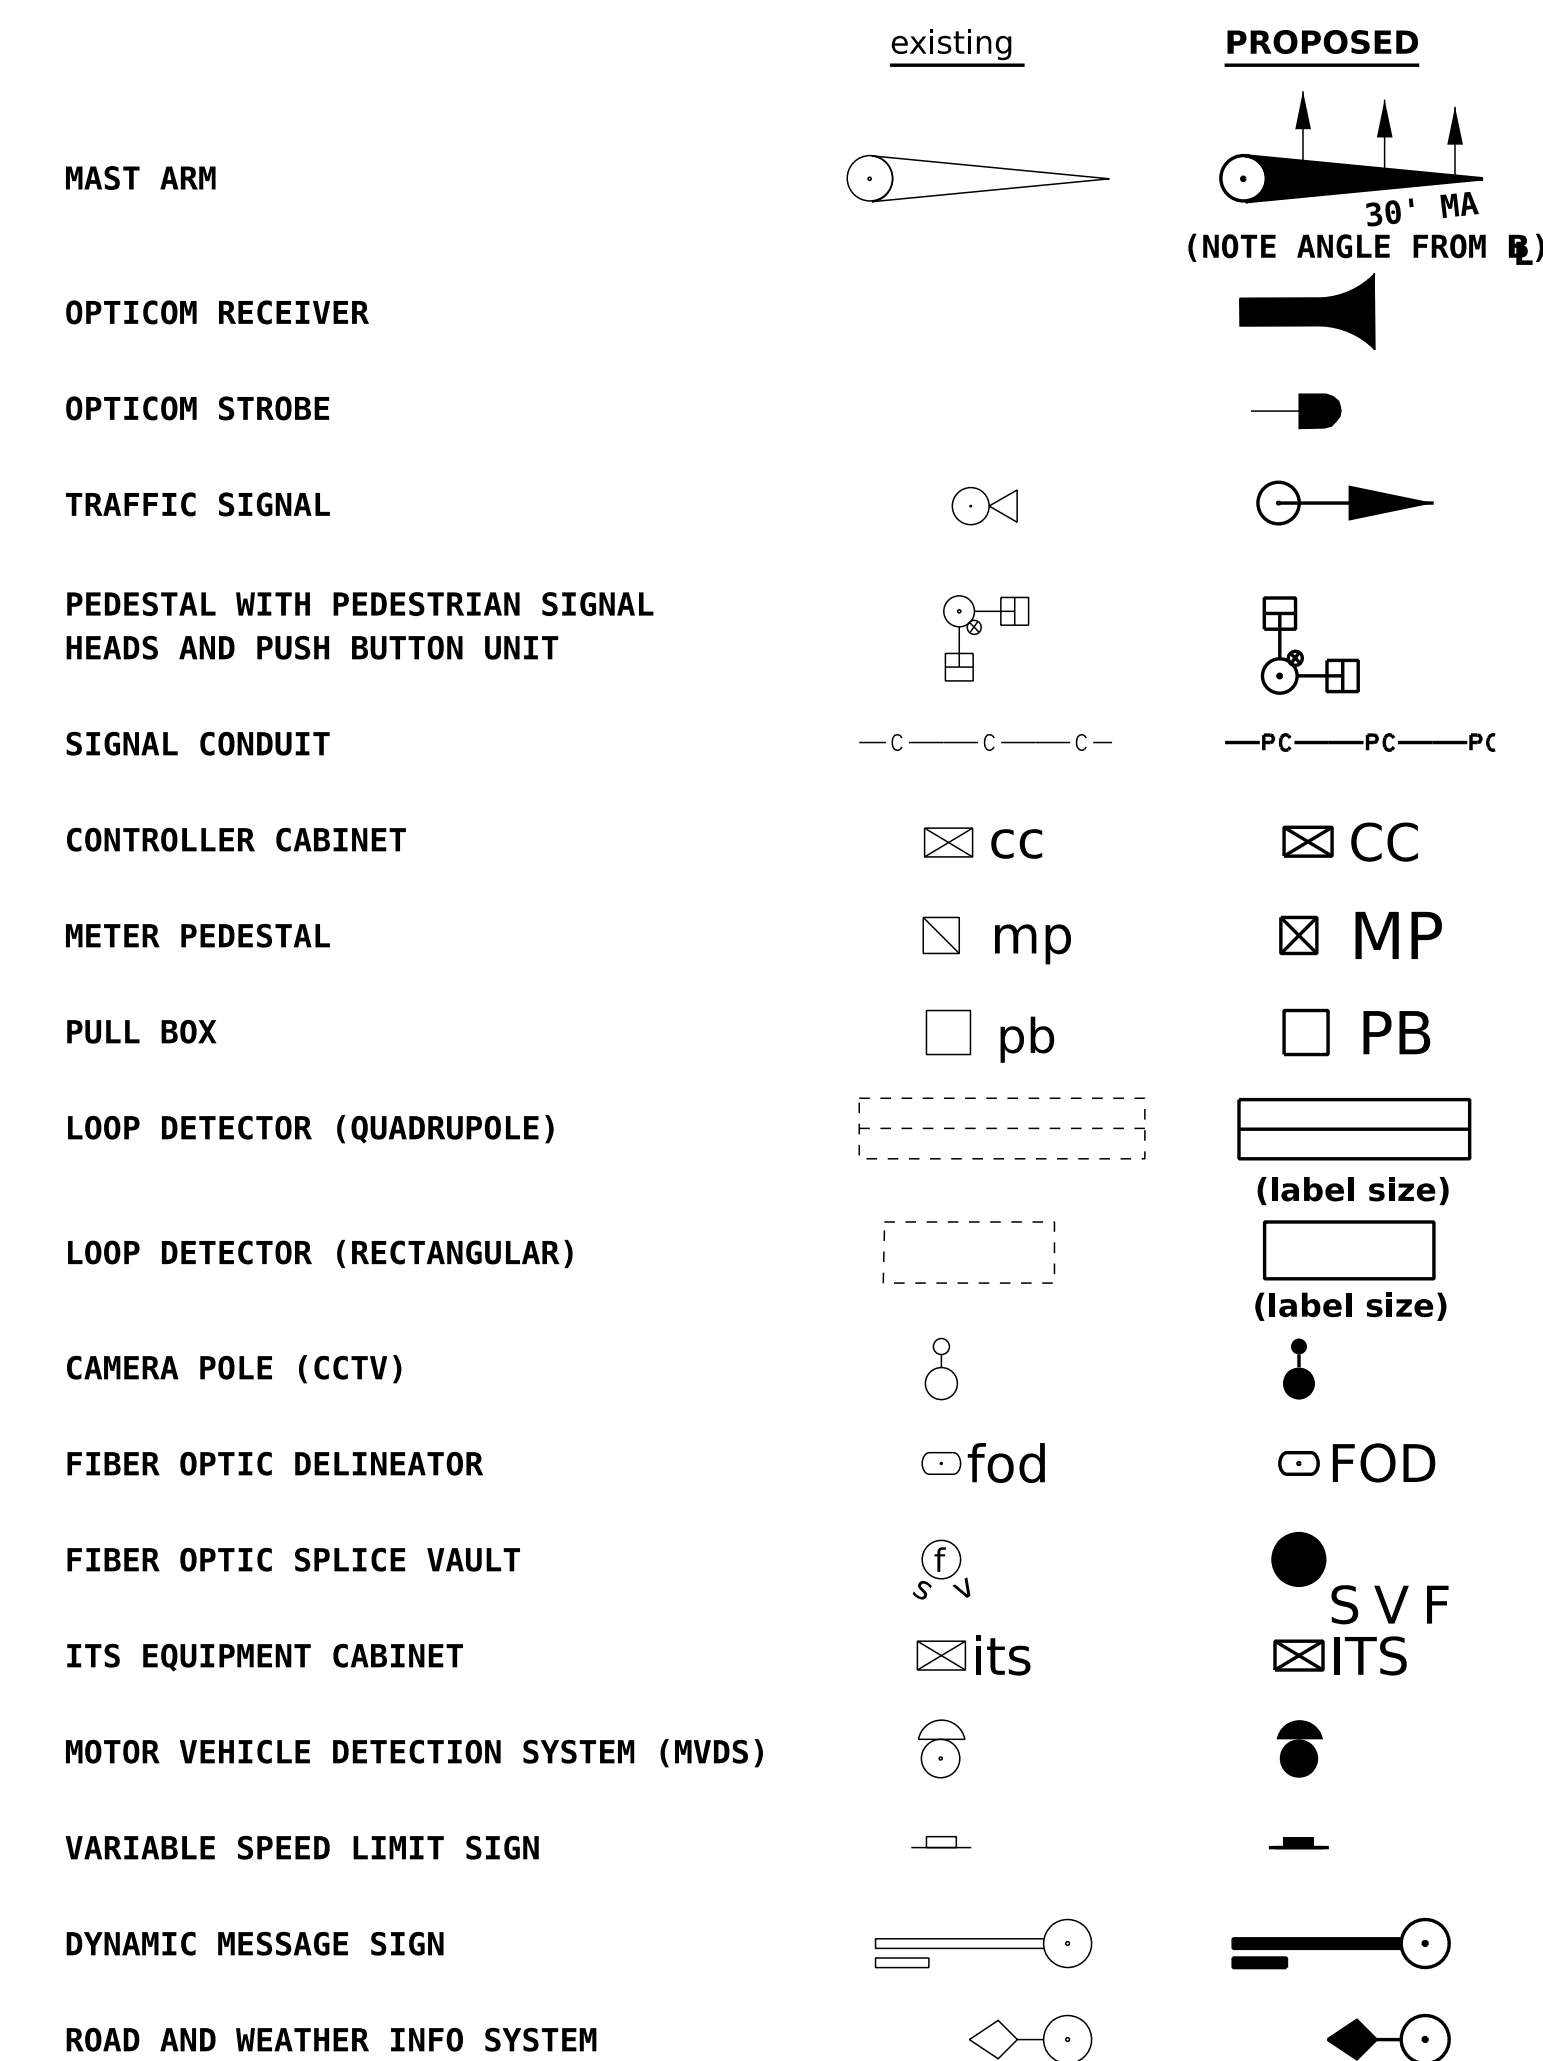 existing PROPOSED
MAST ARM
30' MA
(NOTE ANGLE FROM BL)
OPTICOM RECEIVER
OPTICOM STROBE
TRAFFIC SIGNAL
PEDESTAL WITH PEDESTRIAN SIGNAL
HEADS AND PUSH BUTTON UNIT
SIGNAL CONDUIT C C C PC PC PC
CONTROLLER CABINET cc CC
METER PEDESTAL mp MP
PULL BOX pb PB
LOOP DETECTOR (QUADRUPOLE)
(label size)
LOOP DETECTOR (RECTANGULAR)
(label size)
CAMERA POLE (CCTV)
FIBER OPTIC DELINEATOR fod FOD
FIBER OPTIC SPLICE VAULT f
s v S V F
ITS EQUIPMENT CABINET its ITS
MOTOR VEHICLE DETECTION SYSTEM (MVDS)
VARIABLE SPEED LIMIT SIGN
DYNAMIC MESSAGE SIGN
ROAD AND WEATHER INFO SYSTEM